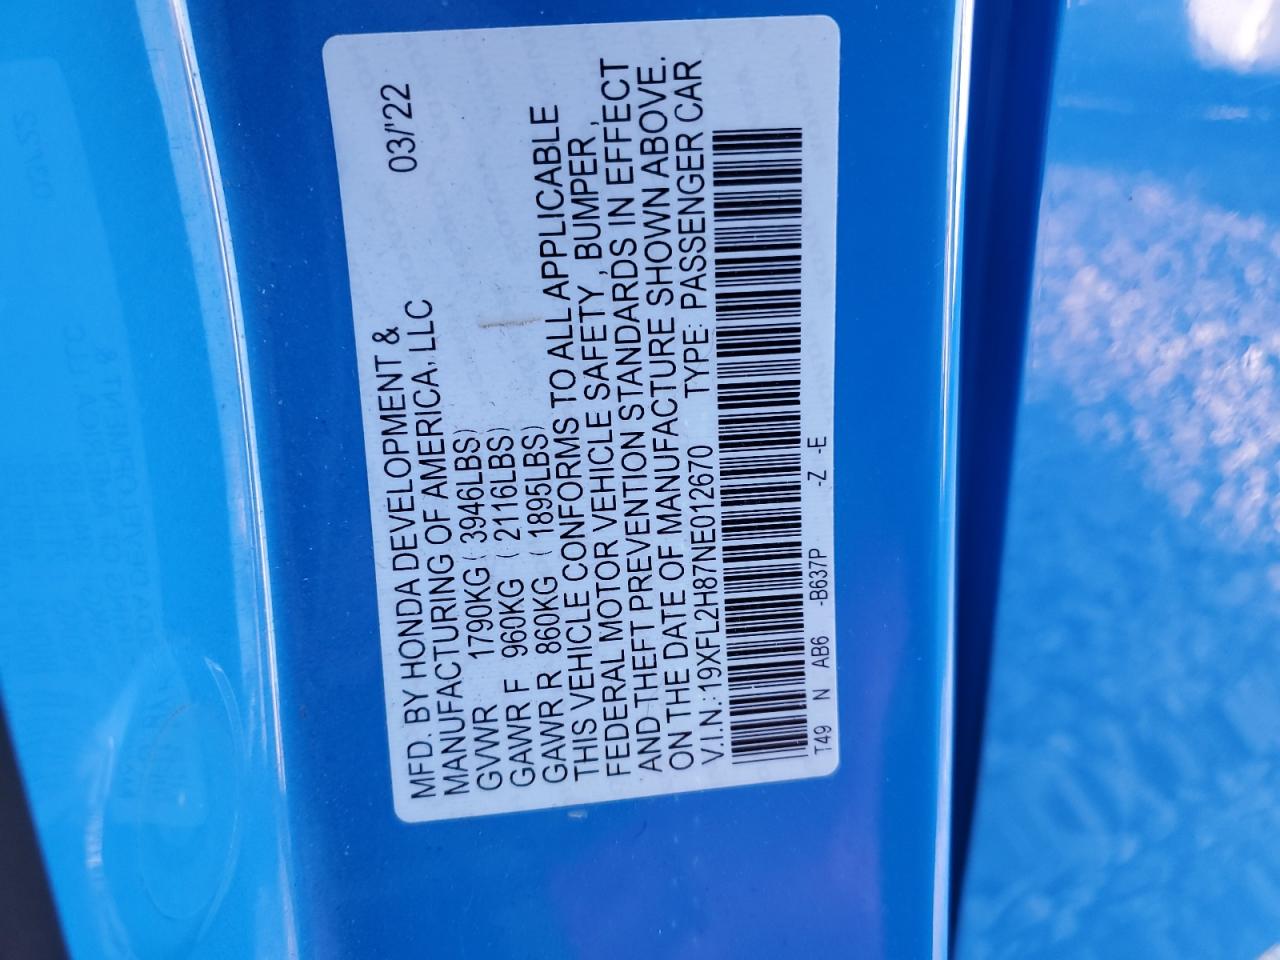 MFD. BY HONDA DEVELOPMENT & 03/'22
MANUFACTURING OF AMERICA, LLC
GVWR 1790KG ( 3946LBS)
GAWR F 960KG ( 2116LBS)
GAWR R 860KG ( 1895LBS)
THIS VEHICLE CONFORMS TO ALL APPLICABLE
FEDERAL MOTOR VEHICLE SAFETY , BUMPER ,
AND THEFT PREVENTION STANDARDS IN EFFECT
ON THE DATE OF MANUFACTURE SHOWN ABOVE.
V.I.N.:19XFL2H87NE012670 TYPE: PASSENGER CAR
T49 N AB6 -B637P -Z -E